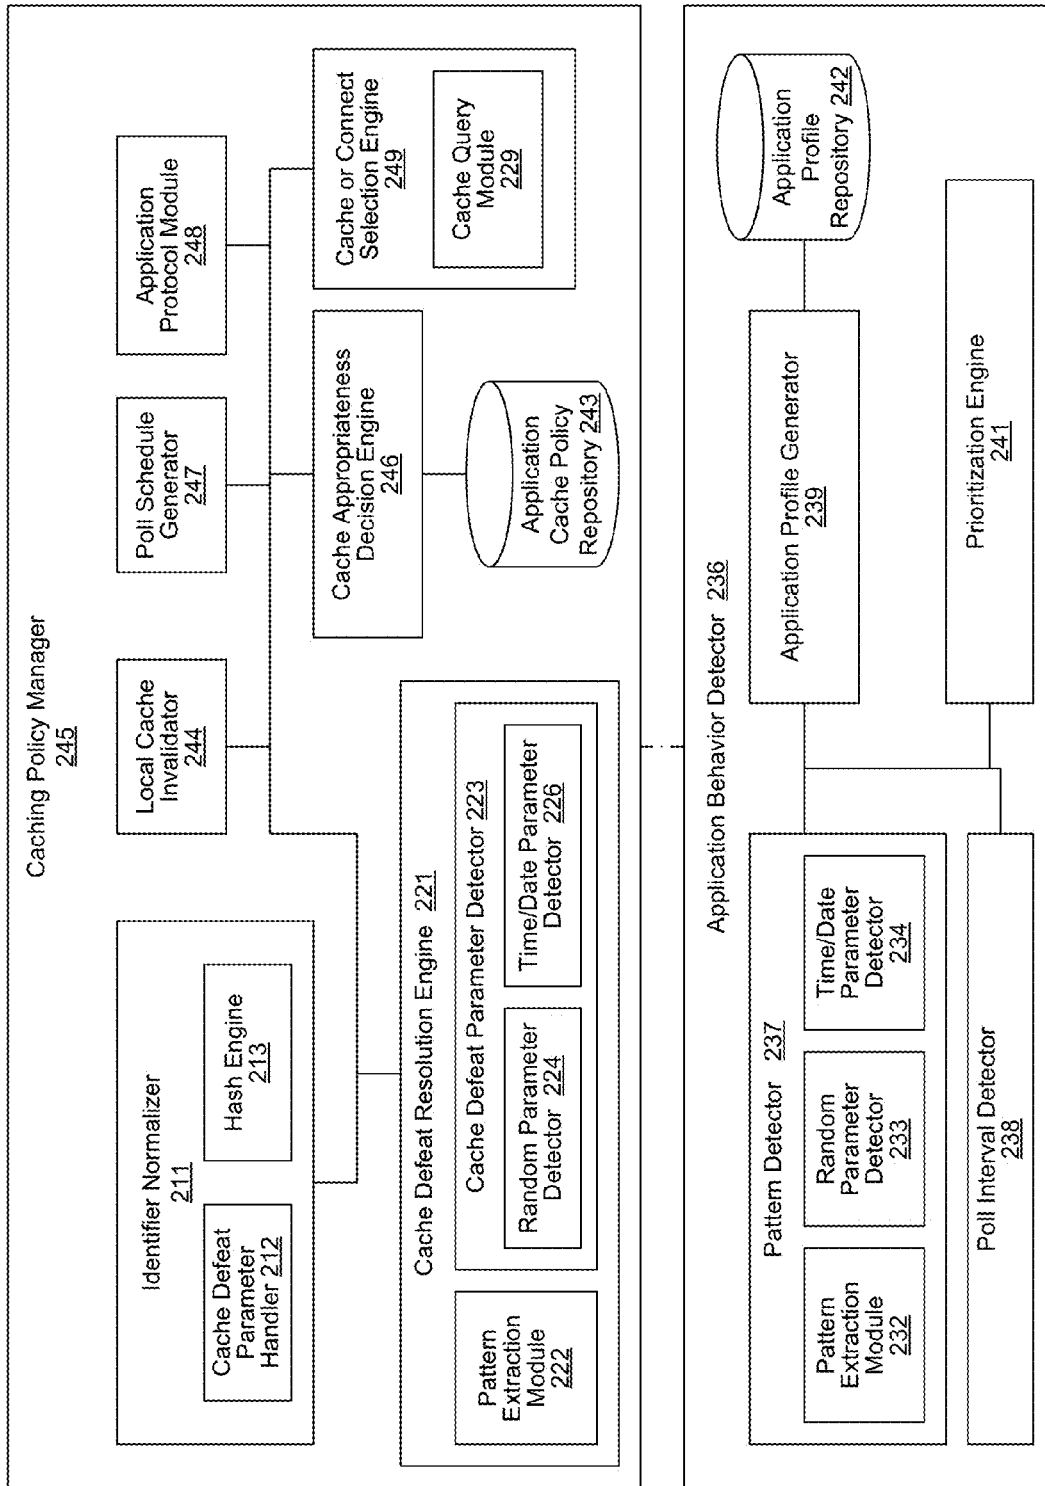 Caching Policy Manager
245
Identifier Normalizer
211
Cache Defeat
Parameter
Handler 212
Hash Engine
213
Local Cache
Invalidator
244
Poll Schedule
Generator
247
Application
Protocol Module
248
Cache Defeat Resolution Engine 221
Pattern
Extraction
Module
222
Cache Defeat Parameter Detector 223
Random Parameter
Detector 224
Time/Date Parameter
Detector 226
Cache Appropriateness
Decision Engine
246
Application
Cache Policy
Repository 243
Cache or Connect
Selection Engine
249
Cache Query
Module
229
Application Behavior Detector 236
Pattern Detector 237
Pattern
Extraction
Module
232
Random
Parameter
Detector
233
Time/Date
Parameter
Detector
234
Poll Interval Detector
238
Application Profile Generator
239
Application
Profile
Repository 242
Prioritization Engine
241